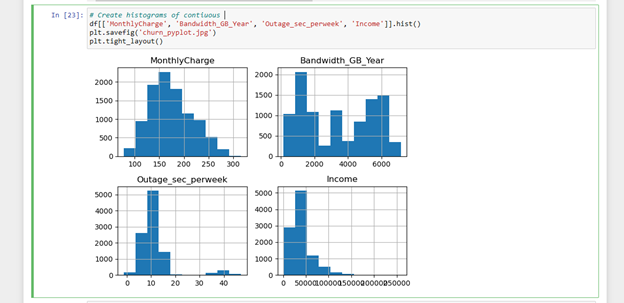 In [23]: # Create histograms of contiuous
df[['MonthlyCharge', 'Bandwidth_GB_Year', 'Outage_sec_perweek', 'Income']].hist()
plt.savefig('churn_pyplot.jpg')
plt.tight_layout()
MonthlyCharge
2000
1500
1000
500
0
100 150 200 250 300
Bandwidth_GB_Year
2000
1500
1000
500
0
0 2000 4000 6000
Outage_sec_perweek
5000
4000
3000
2000
1000
0
0 10 20 30 40
Income
5000
4000
3000
2000
1000
0
0 50000 100000 150000 200000 250000